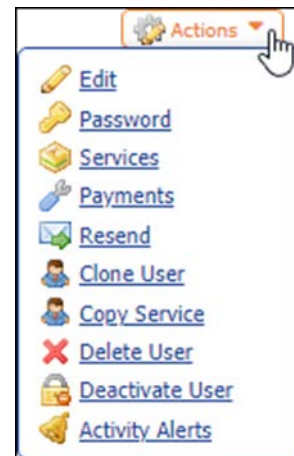 Actions
Edit
Password
Services
Payments
Resend
Clone User
Copy Service
Delete User
Deactivate User
Activity Alerts